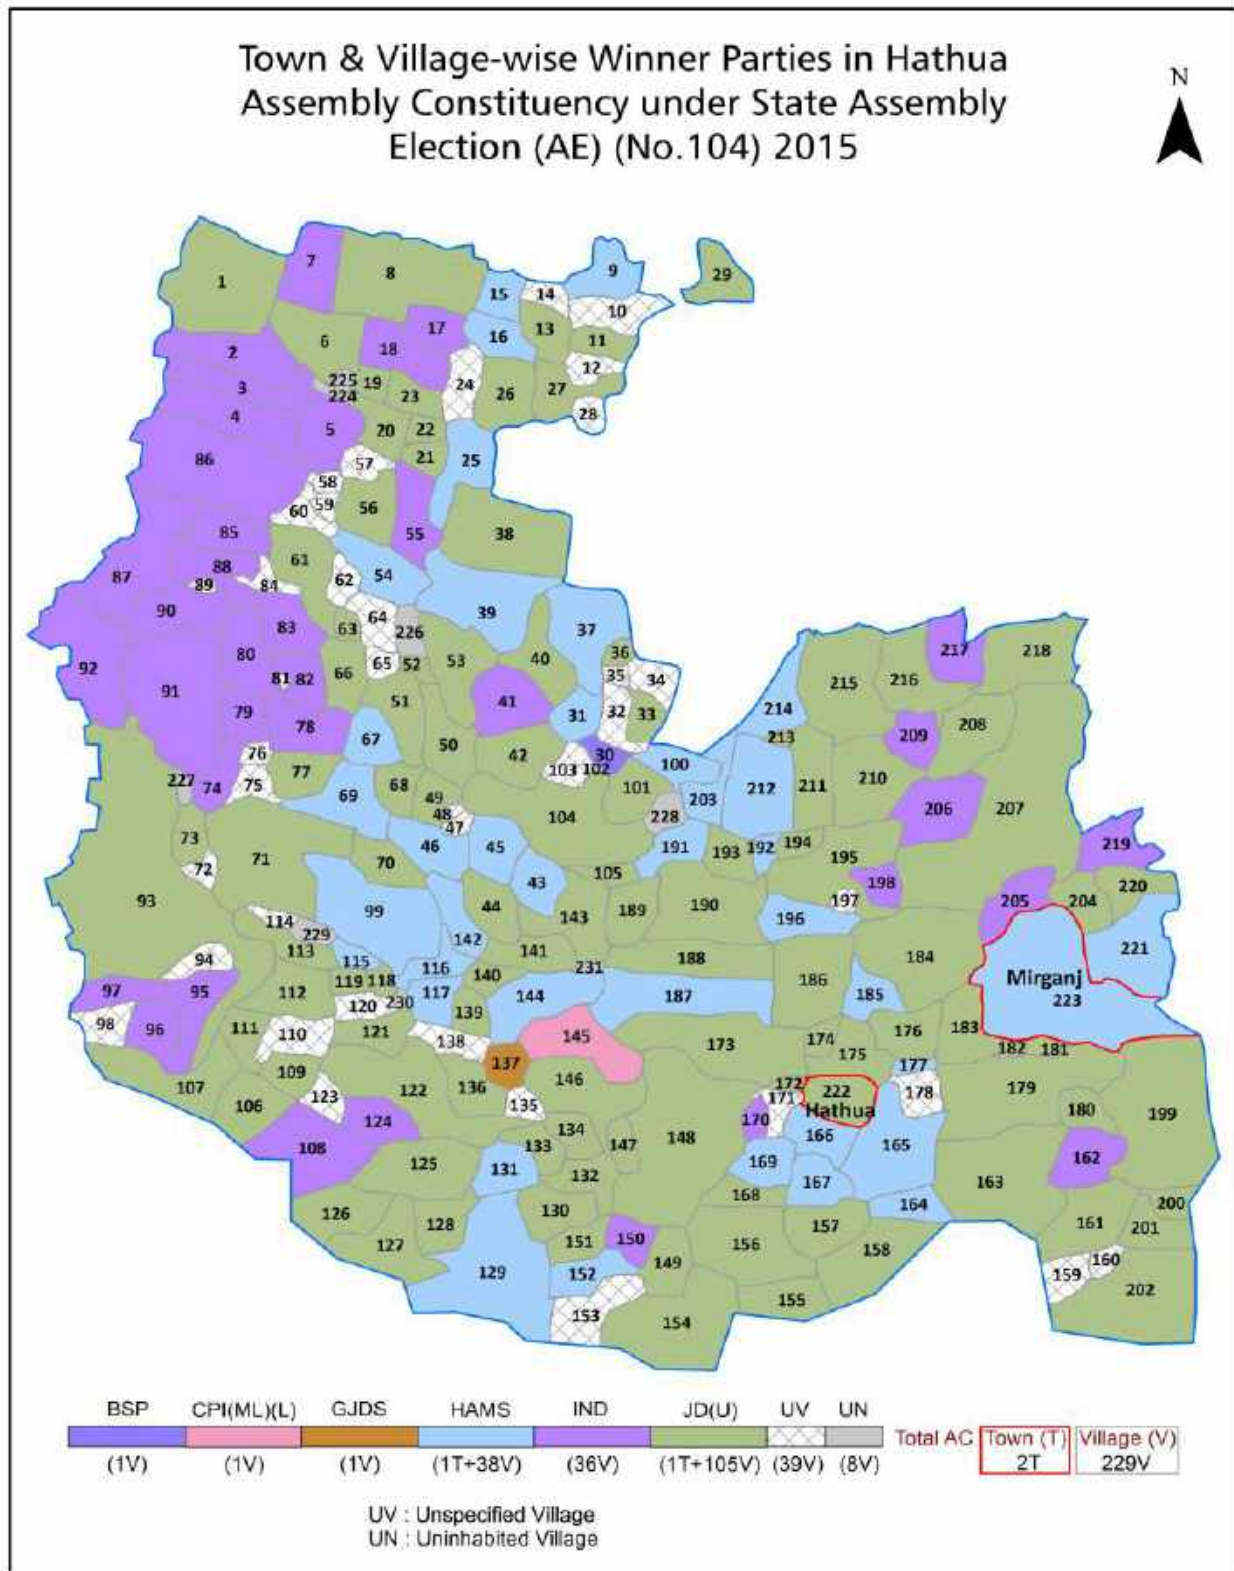 Town & Village-wise Winner Parties in Hathua
Assembly Constituency under State Assembly
Election (AE) (No.104) 2015
N
7
9
29
1
8
15 14
10
17 13
6 16 11
2 18
12
225 19 24 26 27
3 224 23
4 28
5 20 22
86 57 21 25
58
60 59 56
85 55 38
61
87 88 54
89 84 62
90 64 39
83 63 226 37
92 80 65 52 53 40 36 217 218
91 81 82 66 35 34 215 216
79 51 41 31 32 33 214
78 67 208
76 50 42 30 213 209
227 74 75 77 103 102 100 210
69 68 49 101 203 212 211 206 207
73 48 104 228
47
72 71 70 46 45 191 193 192 194 219
43 105 195
93 99 44 198 220
114 143 189 190 197 205 204
229 142 196
113 115 141 221
94 116 231 188 184
119 118 140 186 Mirganj
97 95 112 117 144 187 185 223
98 96 120 230 139
111 110 121 138 145 173 174 176 183
175 182 181
107 109 137 146 177
106 123 122 136 172 222 178 179
135 171 Hathua 180 199
124 134 170 166
108 133 147 148 165 162
125 131 132 169 167 163
168 164 200
126 128 130 157 161 201
127 151 150 156 158
129 152 149 160
159 202
153 154 155
BSP CPI(ML)(L) GJDS HAMS IND JD(U) UV UN
Total AC Town (T) Village (V)
2T 229V
(1V) (1V) (1V) (1T+38V) (36V) (1T+105V) (39V) (8V)
UV : Unspecified Village
UN : Uninhabited Village